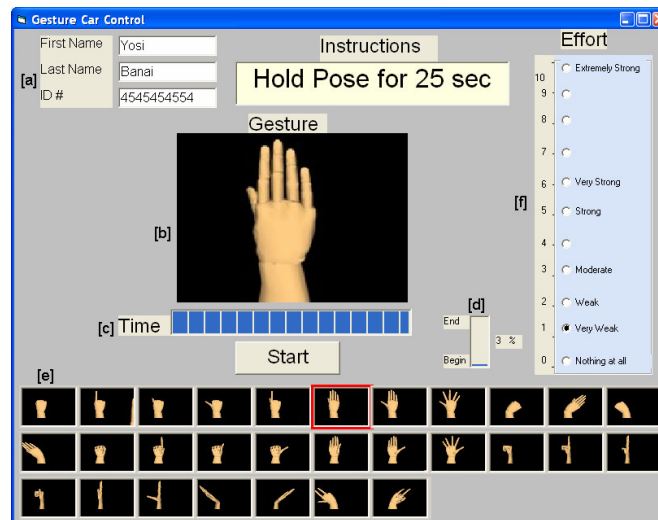 Gesture Car Control
First Name Yosi
Last Name Banai
ID # 4545454554
[a]
Instructions
Hold Pose for 25 sec
Gesture
[b]
[c] Time
Start
[d]
End
3 %
Begin
[e]
Effort
[f]
10 Extremely Strong
9
8
7
6 Very Strong
5 Strong
4
3 Moderate
2 Weak
1 Very Weak
0 Nothing at all